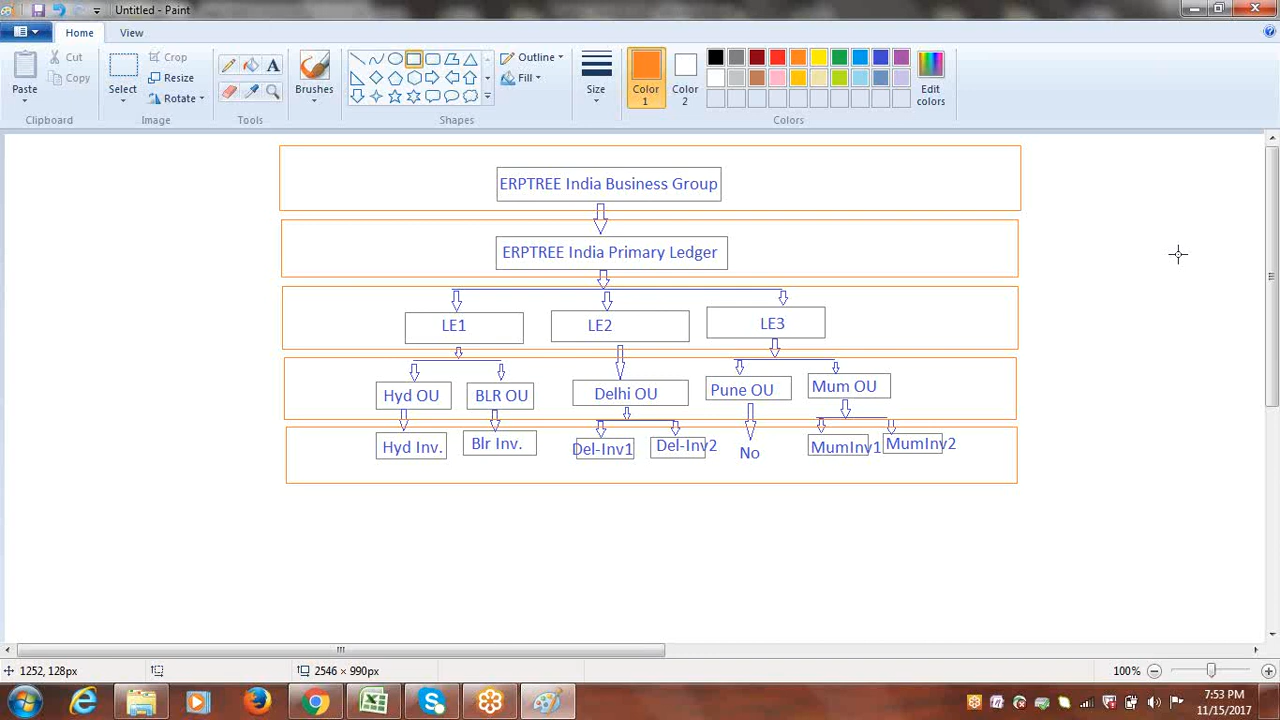 Untitled - Paint
Home
View
Paste
Cut
Copy
Clipboard
Select
Crop
Resize
Rotate
Image
A
Tools
Brushes
Outline
Fill
Shapes
Size
Color
1
Color
2
Edit
colors
Colors
ERPTREE India Business Group
ERPTREE India Primary Ledger
LE1
LE2
LE3
Hyd OU
BLR OU
Delhi OU
Pune OU
Mum OU
Hyd Inv.
Blr Inv.
Del-Inv1
Del-Inv2
No
MumInv1
MumInv2
1252, 128px
2546 × 990px
100%
7:53 PM
11/15/2017